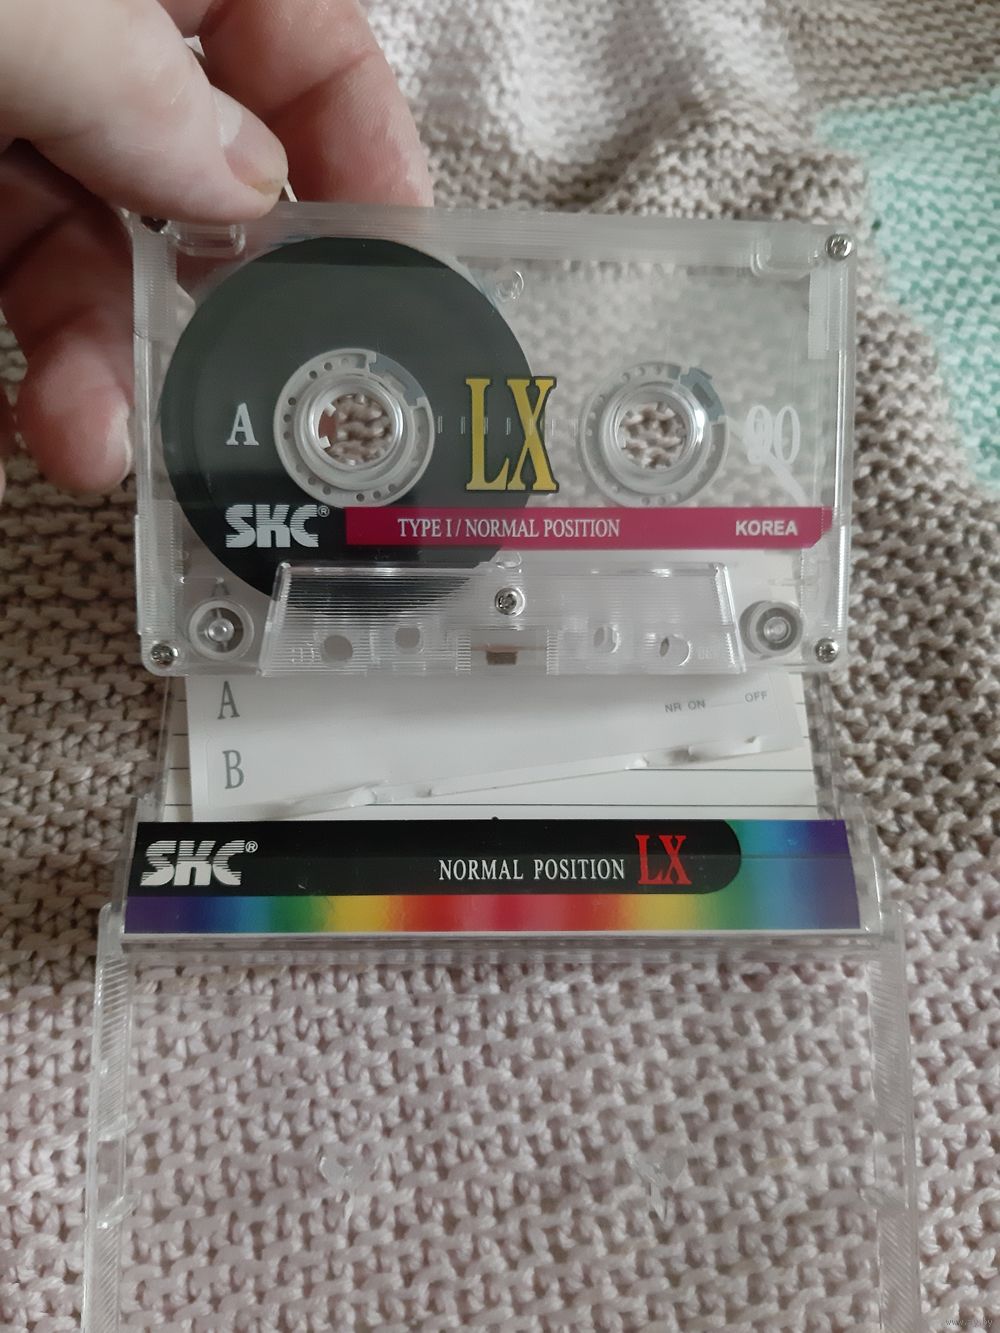 A LX 90
SKC® TYPE I / NORMAL POSITION KOREA
A NR ON OFF
B
SKC® NORMAL POSITION LX